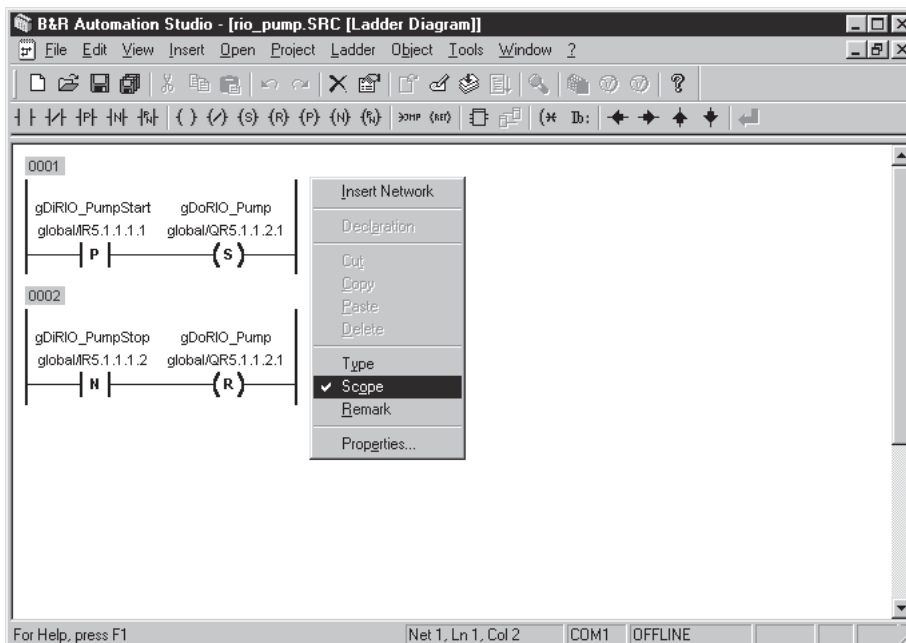 B&R Automation Studio - [rio_pump.SRC [Ladder Diagram]]
File Edit View Insert Open Project Ladder Object Tools Window ?
P N (S) (R) (P) (N) JUMP (RET) (*
0001
gDiRIO_PumpStart gDoRIO_Pump
global/IR5.1.1.1.1 global/QR5.1.1.2.1
P (S)
0002
gDiRIO_PumpStop gDoRIO_Pump
global/IR5.1.1.1.2 global/QR5.1.1.2.1
N (R)
Insert Network
Declaration
Cut
Copy
Paste
Delete
Type
Scope
Remark
Properties...
For Help, press F1 Net 1, Ln 1, Col 2 COM1 OFFLINE